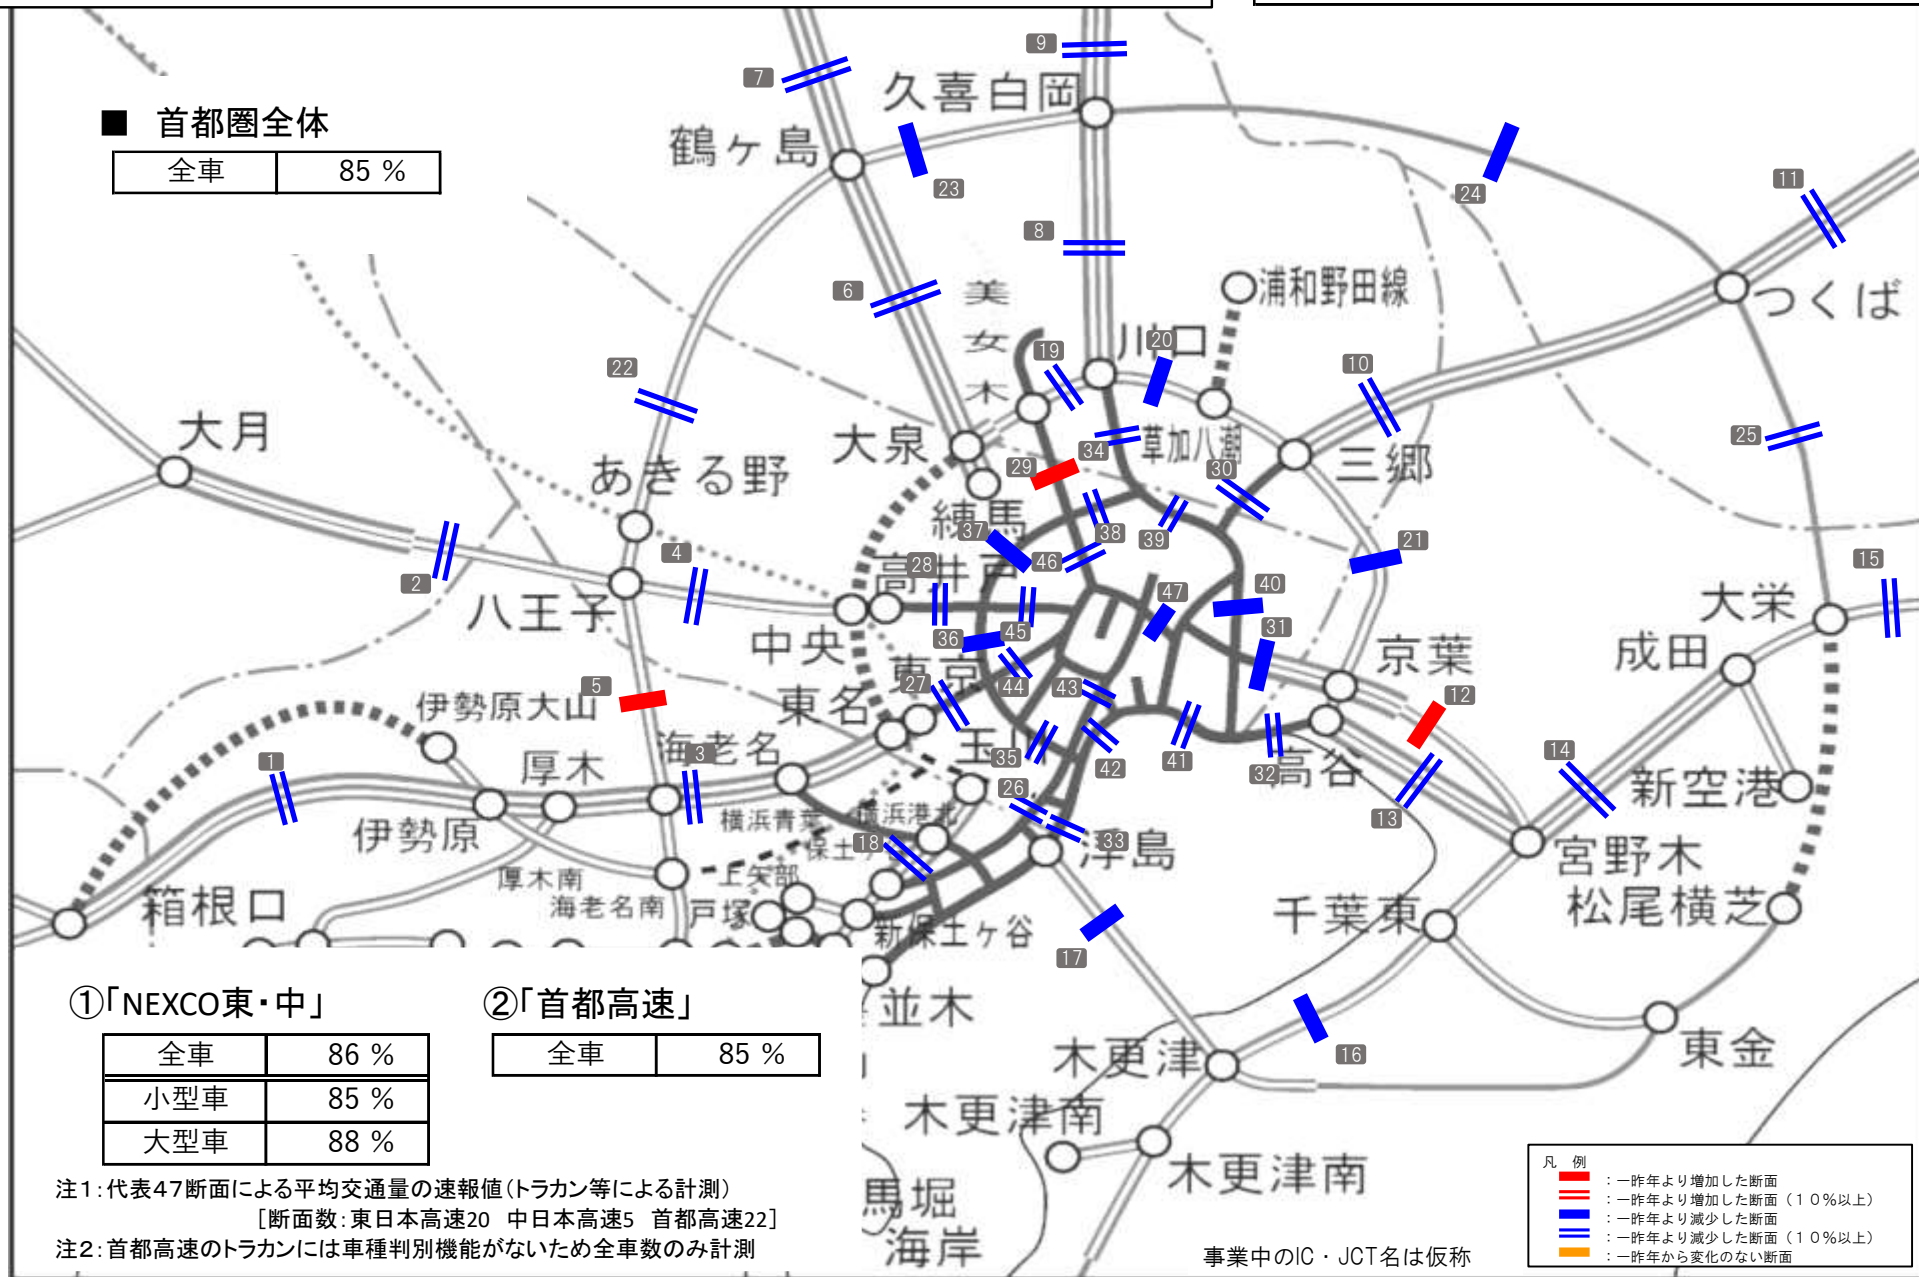 ■ 首都圏全体
全車 85 %
9
7
久喜白岡
鶴ヶ島
23
24
11
8
6
美女木
浦和野田線
つくば
川口
19
20
22
10
大月
大泉
草加八潮
34
25
あきる野
29
30
三郷
練馬
37
38
39
21
4
28
高井戸
46
2
40
15
八王子
47
大栄
中央
36
45
31
京葉
成田
東京
5
27
44
43
12
伊勢原大山
東名
玉川
1
3
海老名
35
42
41
14
厚木
32
高谷
新空港
26
横浜青葉
横浜港北
13
伊勢原
18
33
浮島
宮野木
厚木南
上矢部
箱根口
海老名南
戸塚
千葉東
松尾横芝
新保土ヶ谷
17
①「NEXCO東・中」
②「首都高速」
並木
全車 86 %
全車 85 %
16
東金
木更津
小型車 85 %
木更津南
大型車 88 %
木更津南
凡 例
：一昨年より増加した断面
：一昨年より増加した断面（１０％以上）
：一昨年より減少した断面
：一昨年より減少した断面（１０％以上）
：一昨年から変化のない断面
注1：代表47断面による平均交通量の速報値（トラカン等による計測）
馬堀海岸
［断面数：東日本高速20 中日本高速5 首都高速22］
注2：首都高速のトラカンには車種判別機能がないため全車数のみ計測
事業中のIC・JCT名は仮称